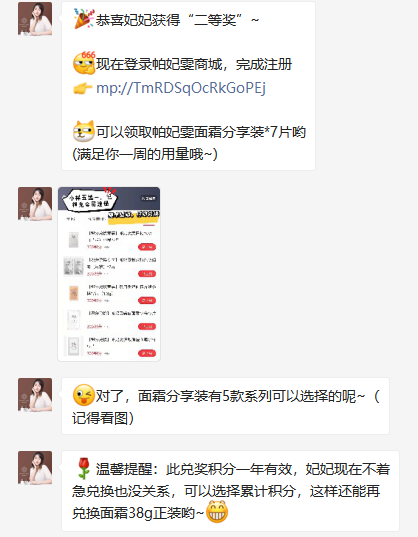 恭喜妃妃获得“二等奖”~
现在登录帕妃雯商城，完成注册
mp://TmRDSqOcRkGoPEj
可以领取帕妃雯面霜分享装*7片哟
(满足你一周的用量哦~)
对了，面霜分享装有5款系列可以选择的呢~（
记得看图）
温馨提醒：此兑奖积分一年有效，妃妃现在不着
急兑换也没关系，可以选择累计积分，这样还能再
兑换面霜38g正装哟~